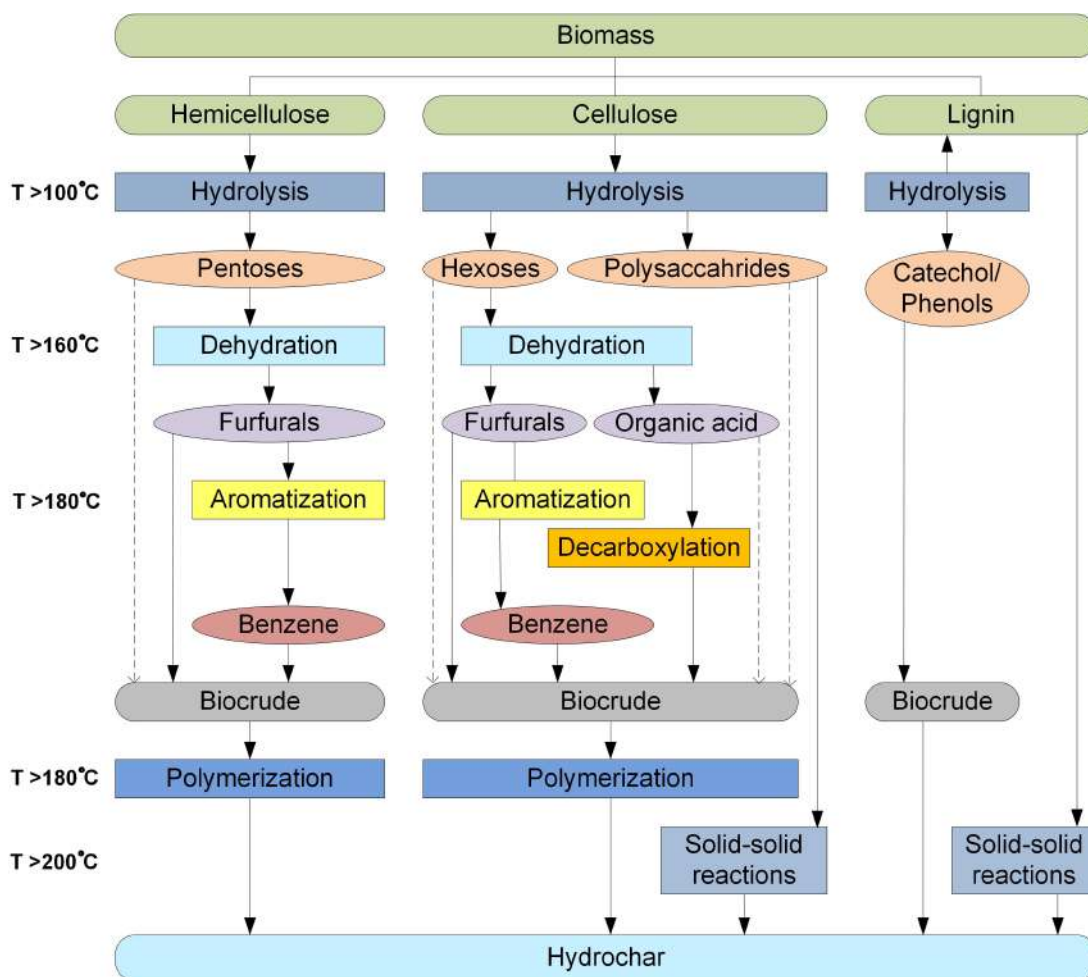 Biomass
Hemicellulose
Cellulose
Lignin
T >100°C
Hydrolysis
Hydrolysis
Hydrolysis
Pentoses
Hexoses
Polysaccahrides
Catechol/
Phenols
T >160°C
Dehydration
Dehydration
Furfurals
Furfurals
Organic acid
T >180°C
Aromatization
Aromatization
Decarboxylation
Benzene
Benzene
Biocrude
Biocrude
Biocrude
T >180°C
Polymerization
Polymerization
T >200°C
Solid-solid
reactions
Solid-solid
reactions
Hydrochar